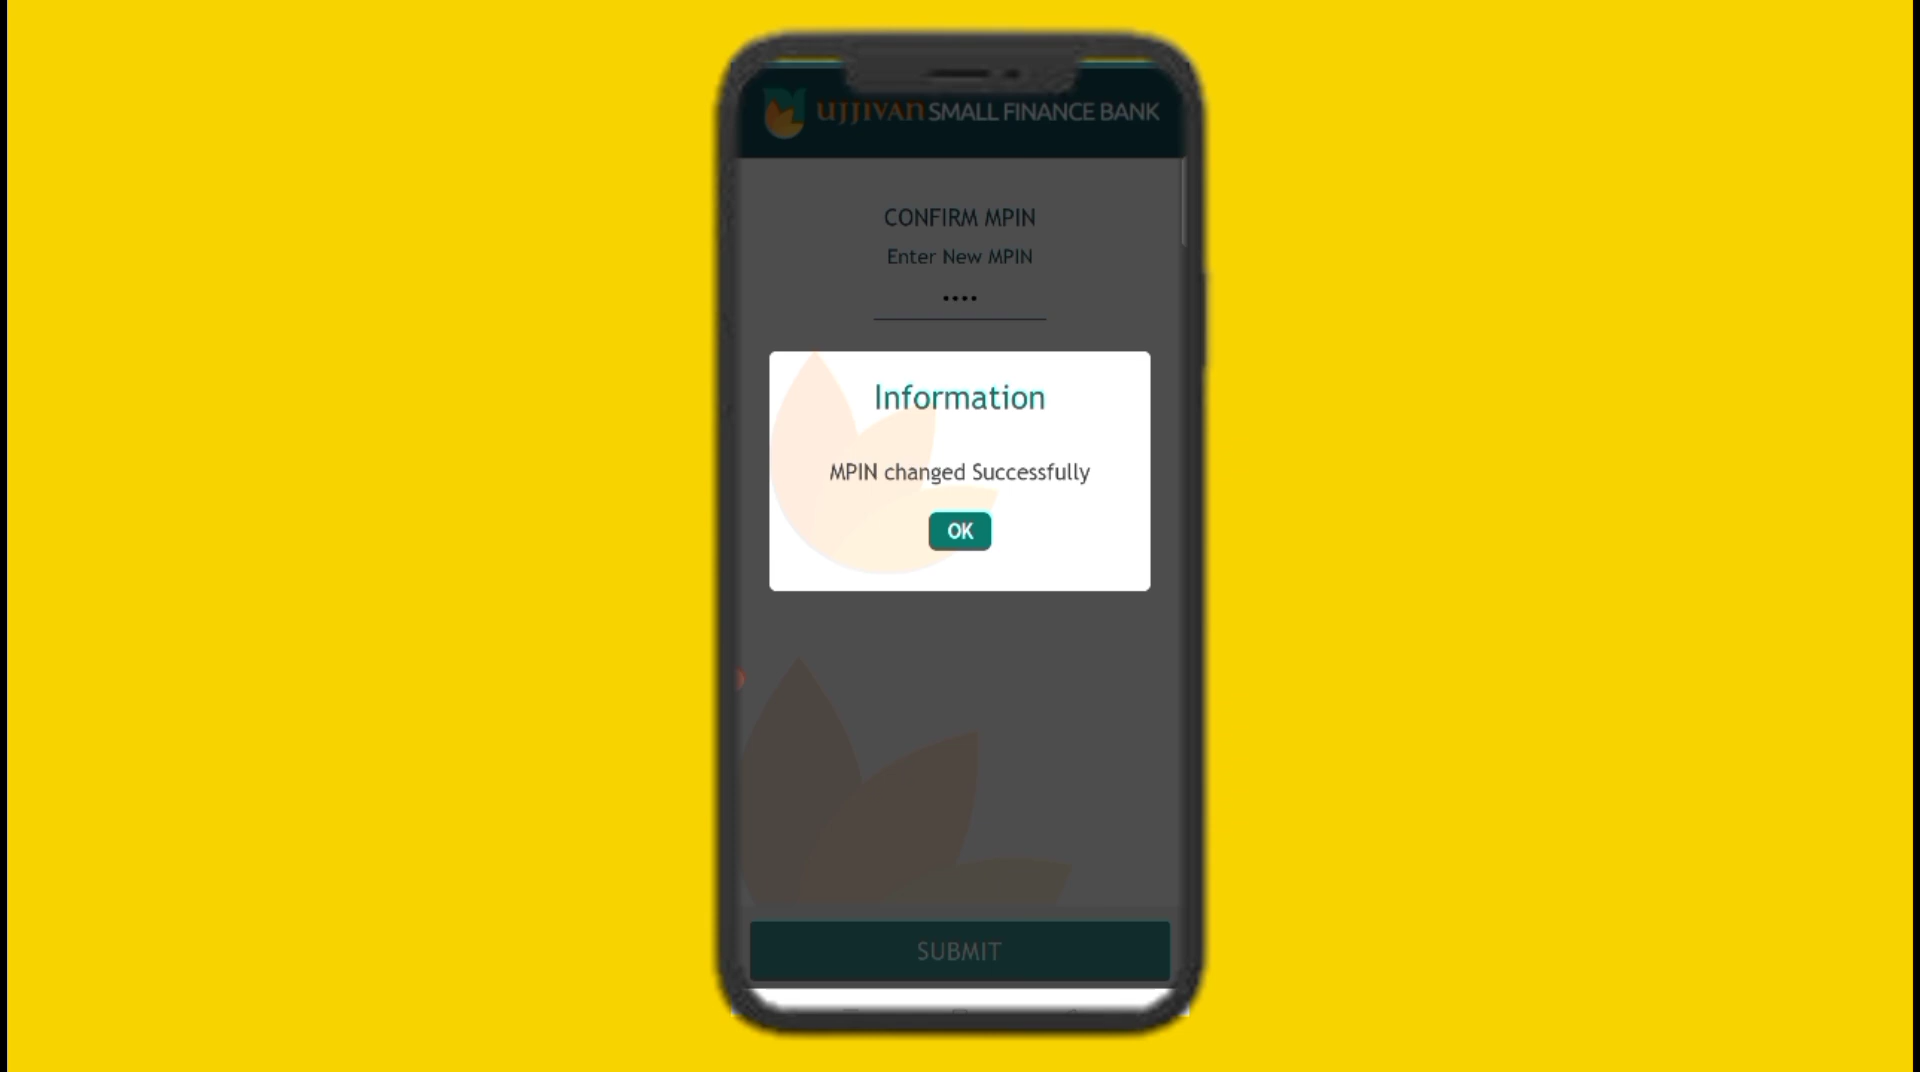 UJJIVAN SMALL FINANCE BANK
CONFIRM MPIN
Enter New MPIN
Information
MPIN changed Successfully
OK
SUBMIT